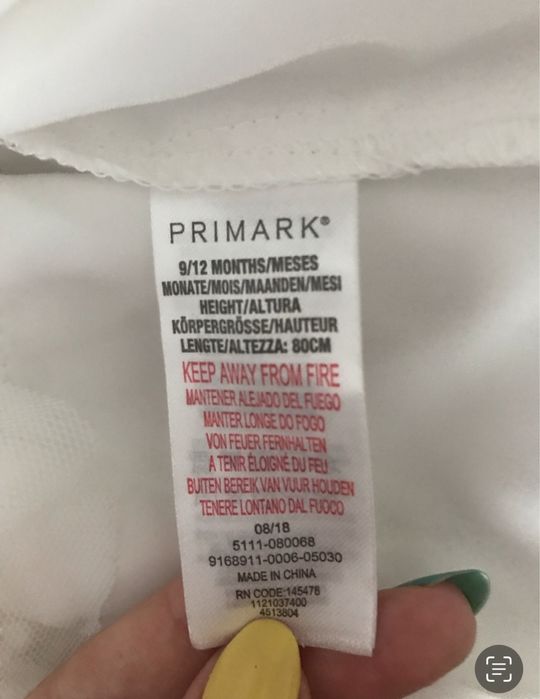 PRIMARK®
9/12 MONTHS/MESES
MONATE/MOIS/MAANDEN/MESI
HEIGHT/ALTURA
KÖRPERGRÖSSE/HAUTEUR
LENGTE/ALTEZZA: 80CM
KEEP AWAY FROM FIRE
MANTENER ALEJADO DEL FUEGO
MANTER LONGE DO FOGO
VON FEUER FERNHALTEN
A TENIR ÉLOIGNÉ DU FEU
BUITEN BEREIK VAN VUUR HOUDEN
TENERE LONTANO DAL FUOCO
08/18
5111-080068
9168911-0006-05030
MADE IN CHINA
RN CODE:145476
1121037400
4513804